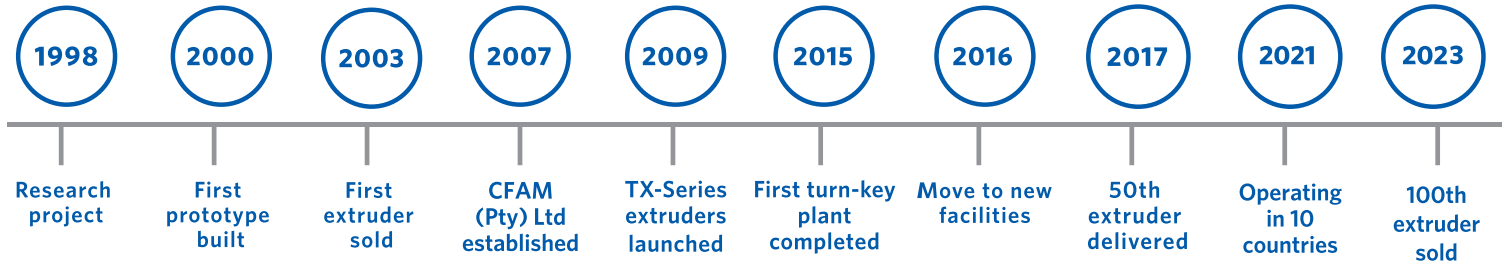 1998
Research
project
2000
First
prototype
built
2003
First
extruder
sold
2007
CFAM
(Pty) Ltd
established
2009
TX-Series
extruders
launched
2015
First turn-key
plant
completed
2016
Move to new
facilities
2017
50th
extruder
delivered
2021
Operating
in 10
countries
2023
100th
extruder
sold